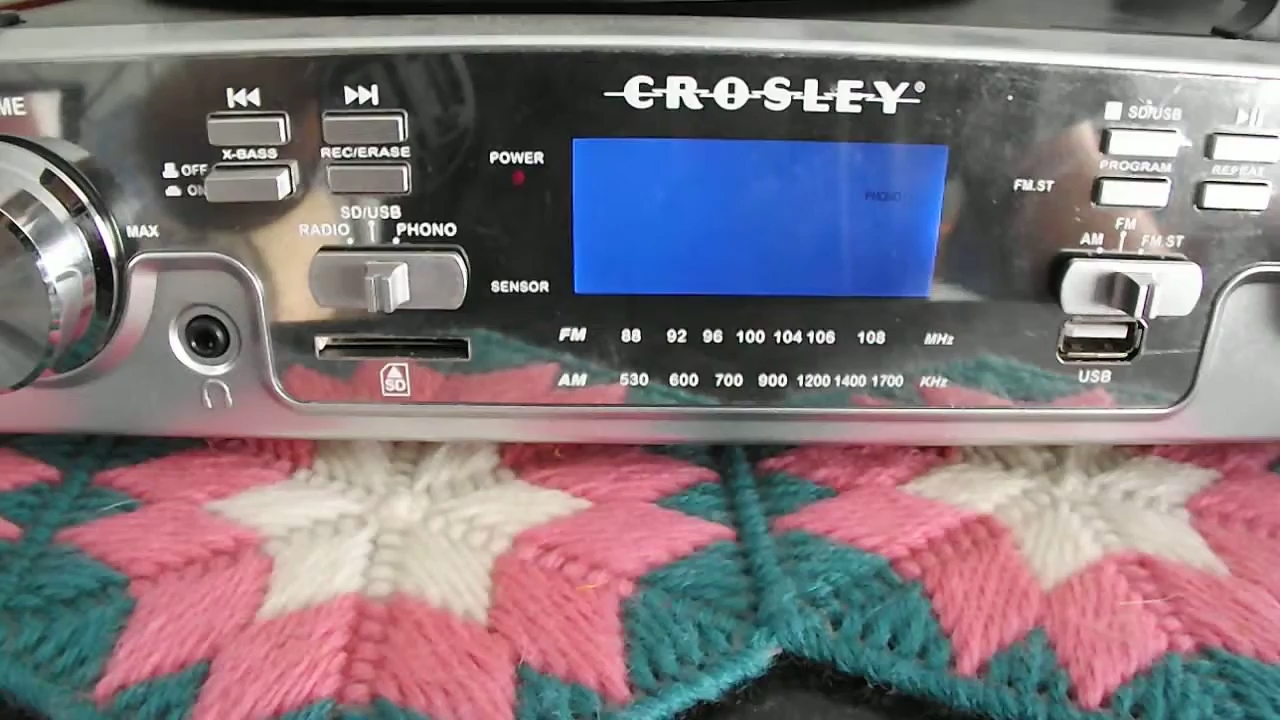 CROSLEY®
ME
X-BASS
REC/ERASE
OFF
ON
MAX
SD/USB
RADIO
PHONO
POWER
SENSOR
PHONO
FM.ST
SD/USB
PROGRAM
REPEAT
FM
AM
FM.ST
FM 88 92 96 100 104 106 108 MHz
AM 530 600 700 900 1200 1400 1700 KHz
SD
USB